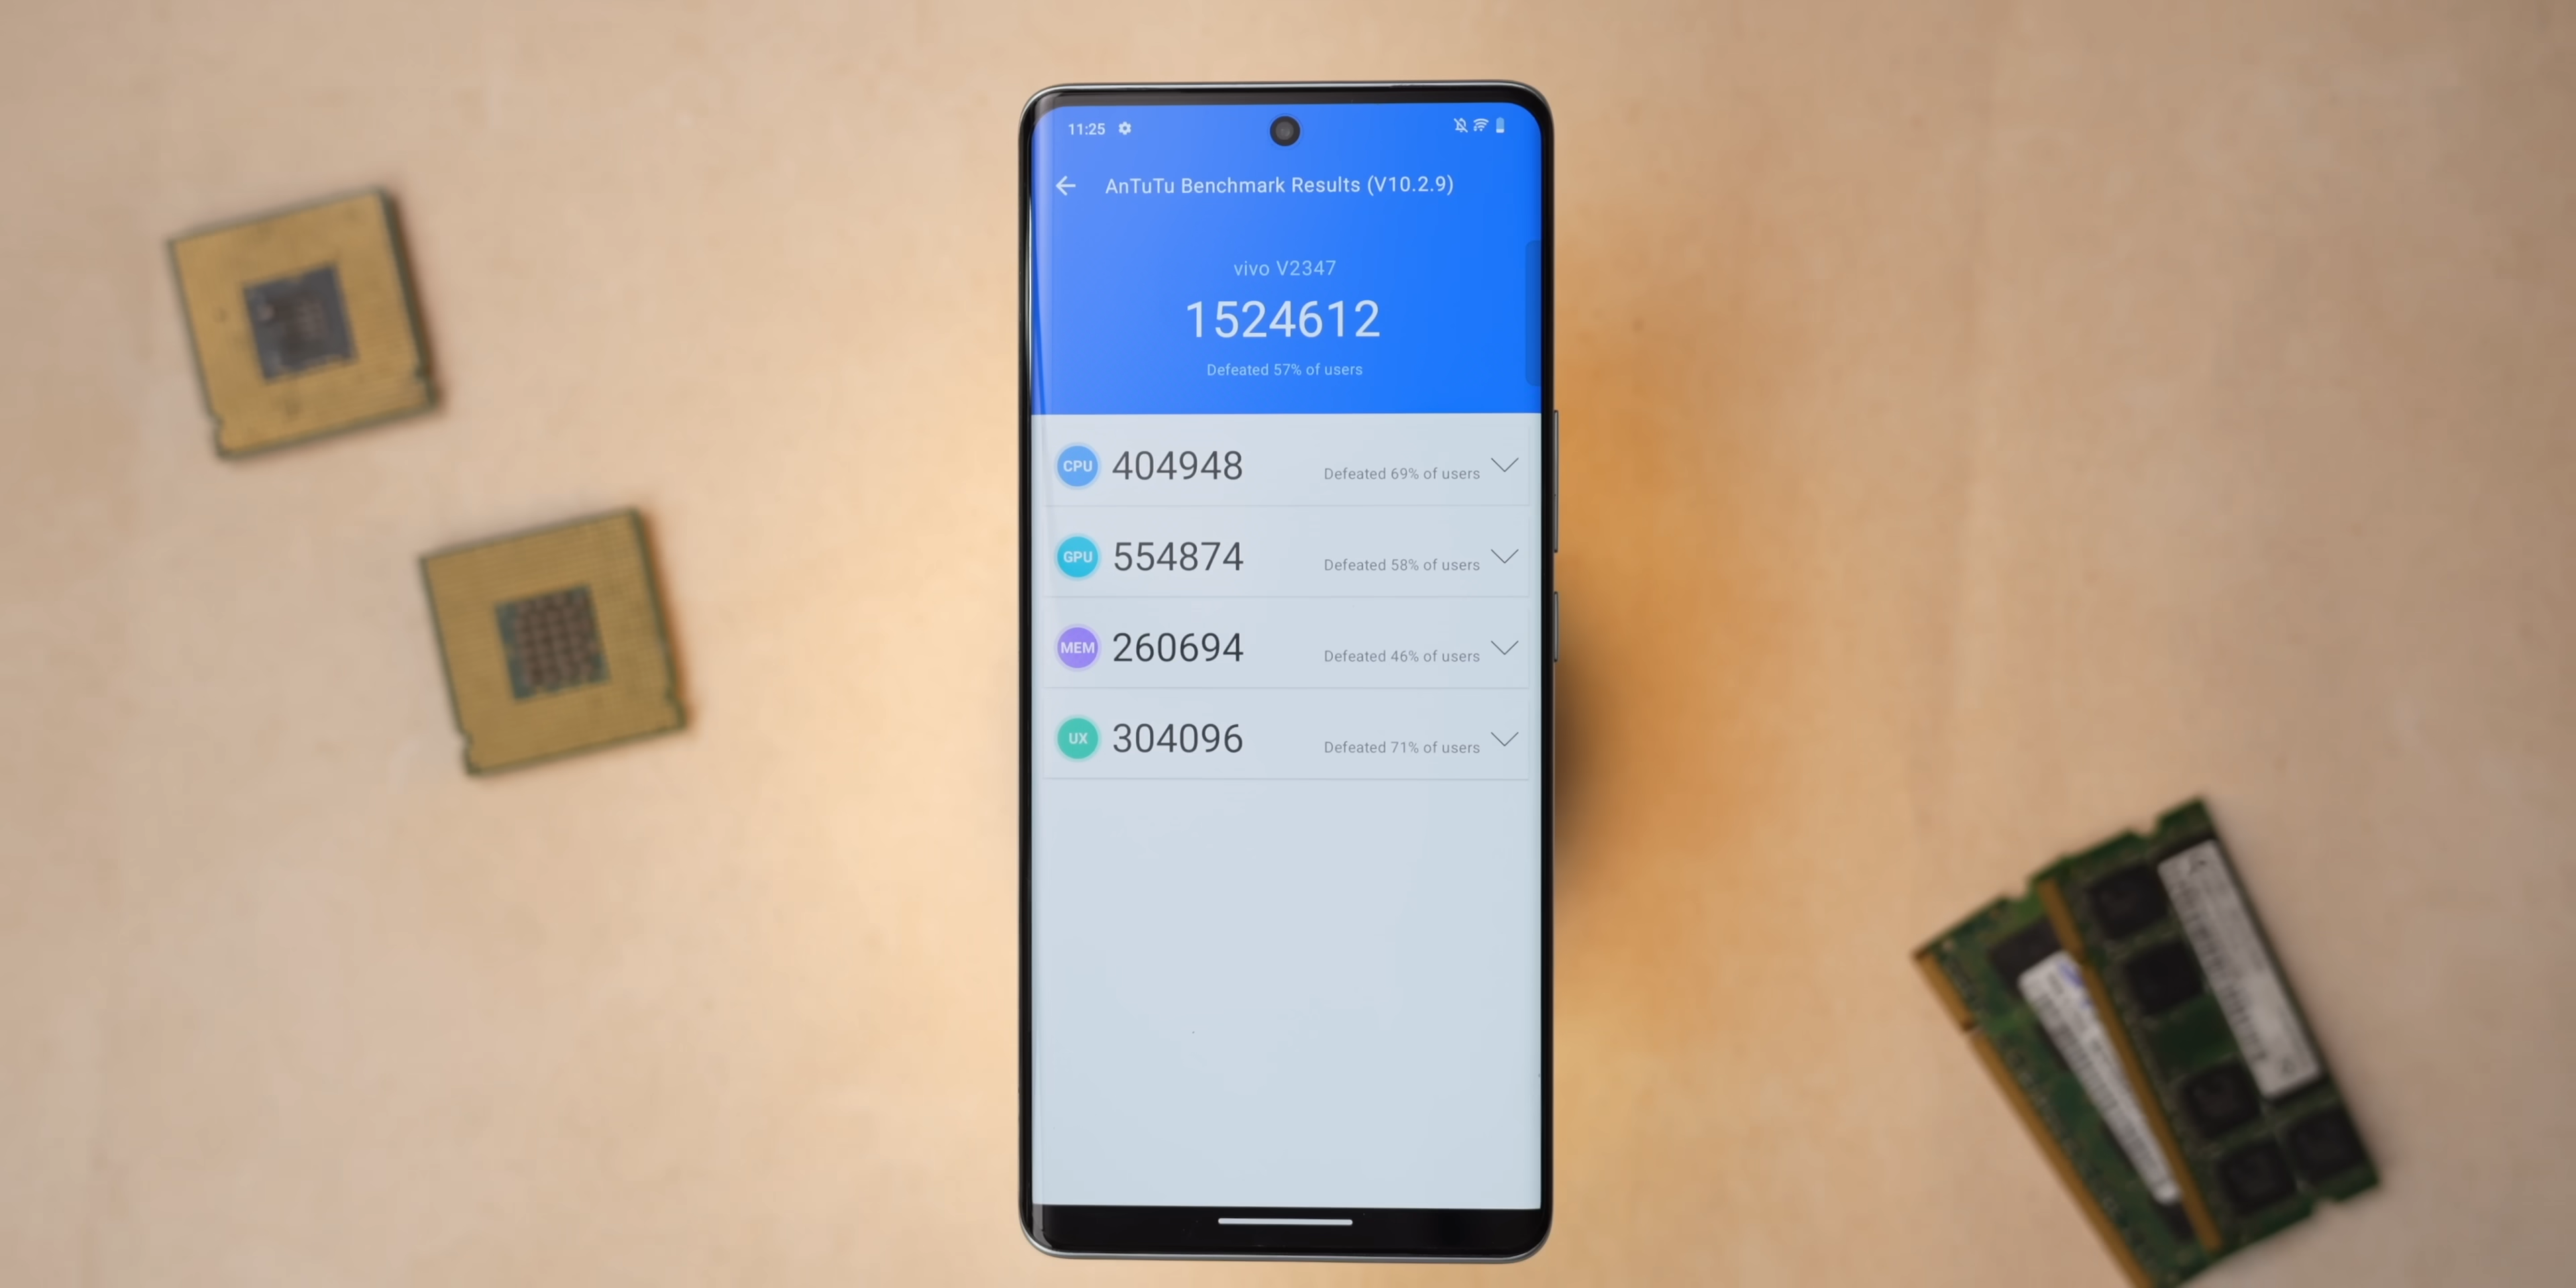 11:25
AnTuTu Benchmark Results (V10.2.9)
vivo V2347
1524612
Defeated 57% of users
CPU 404948 Defeated 69% of users
GPU 554874 Defeated 58% of users
MEM 260694 Defeated 46% of users
UX 304096 Defeated 71% of users